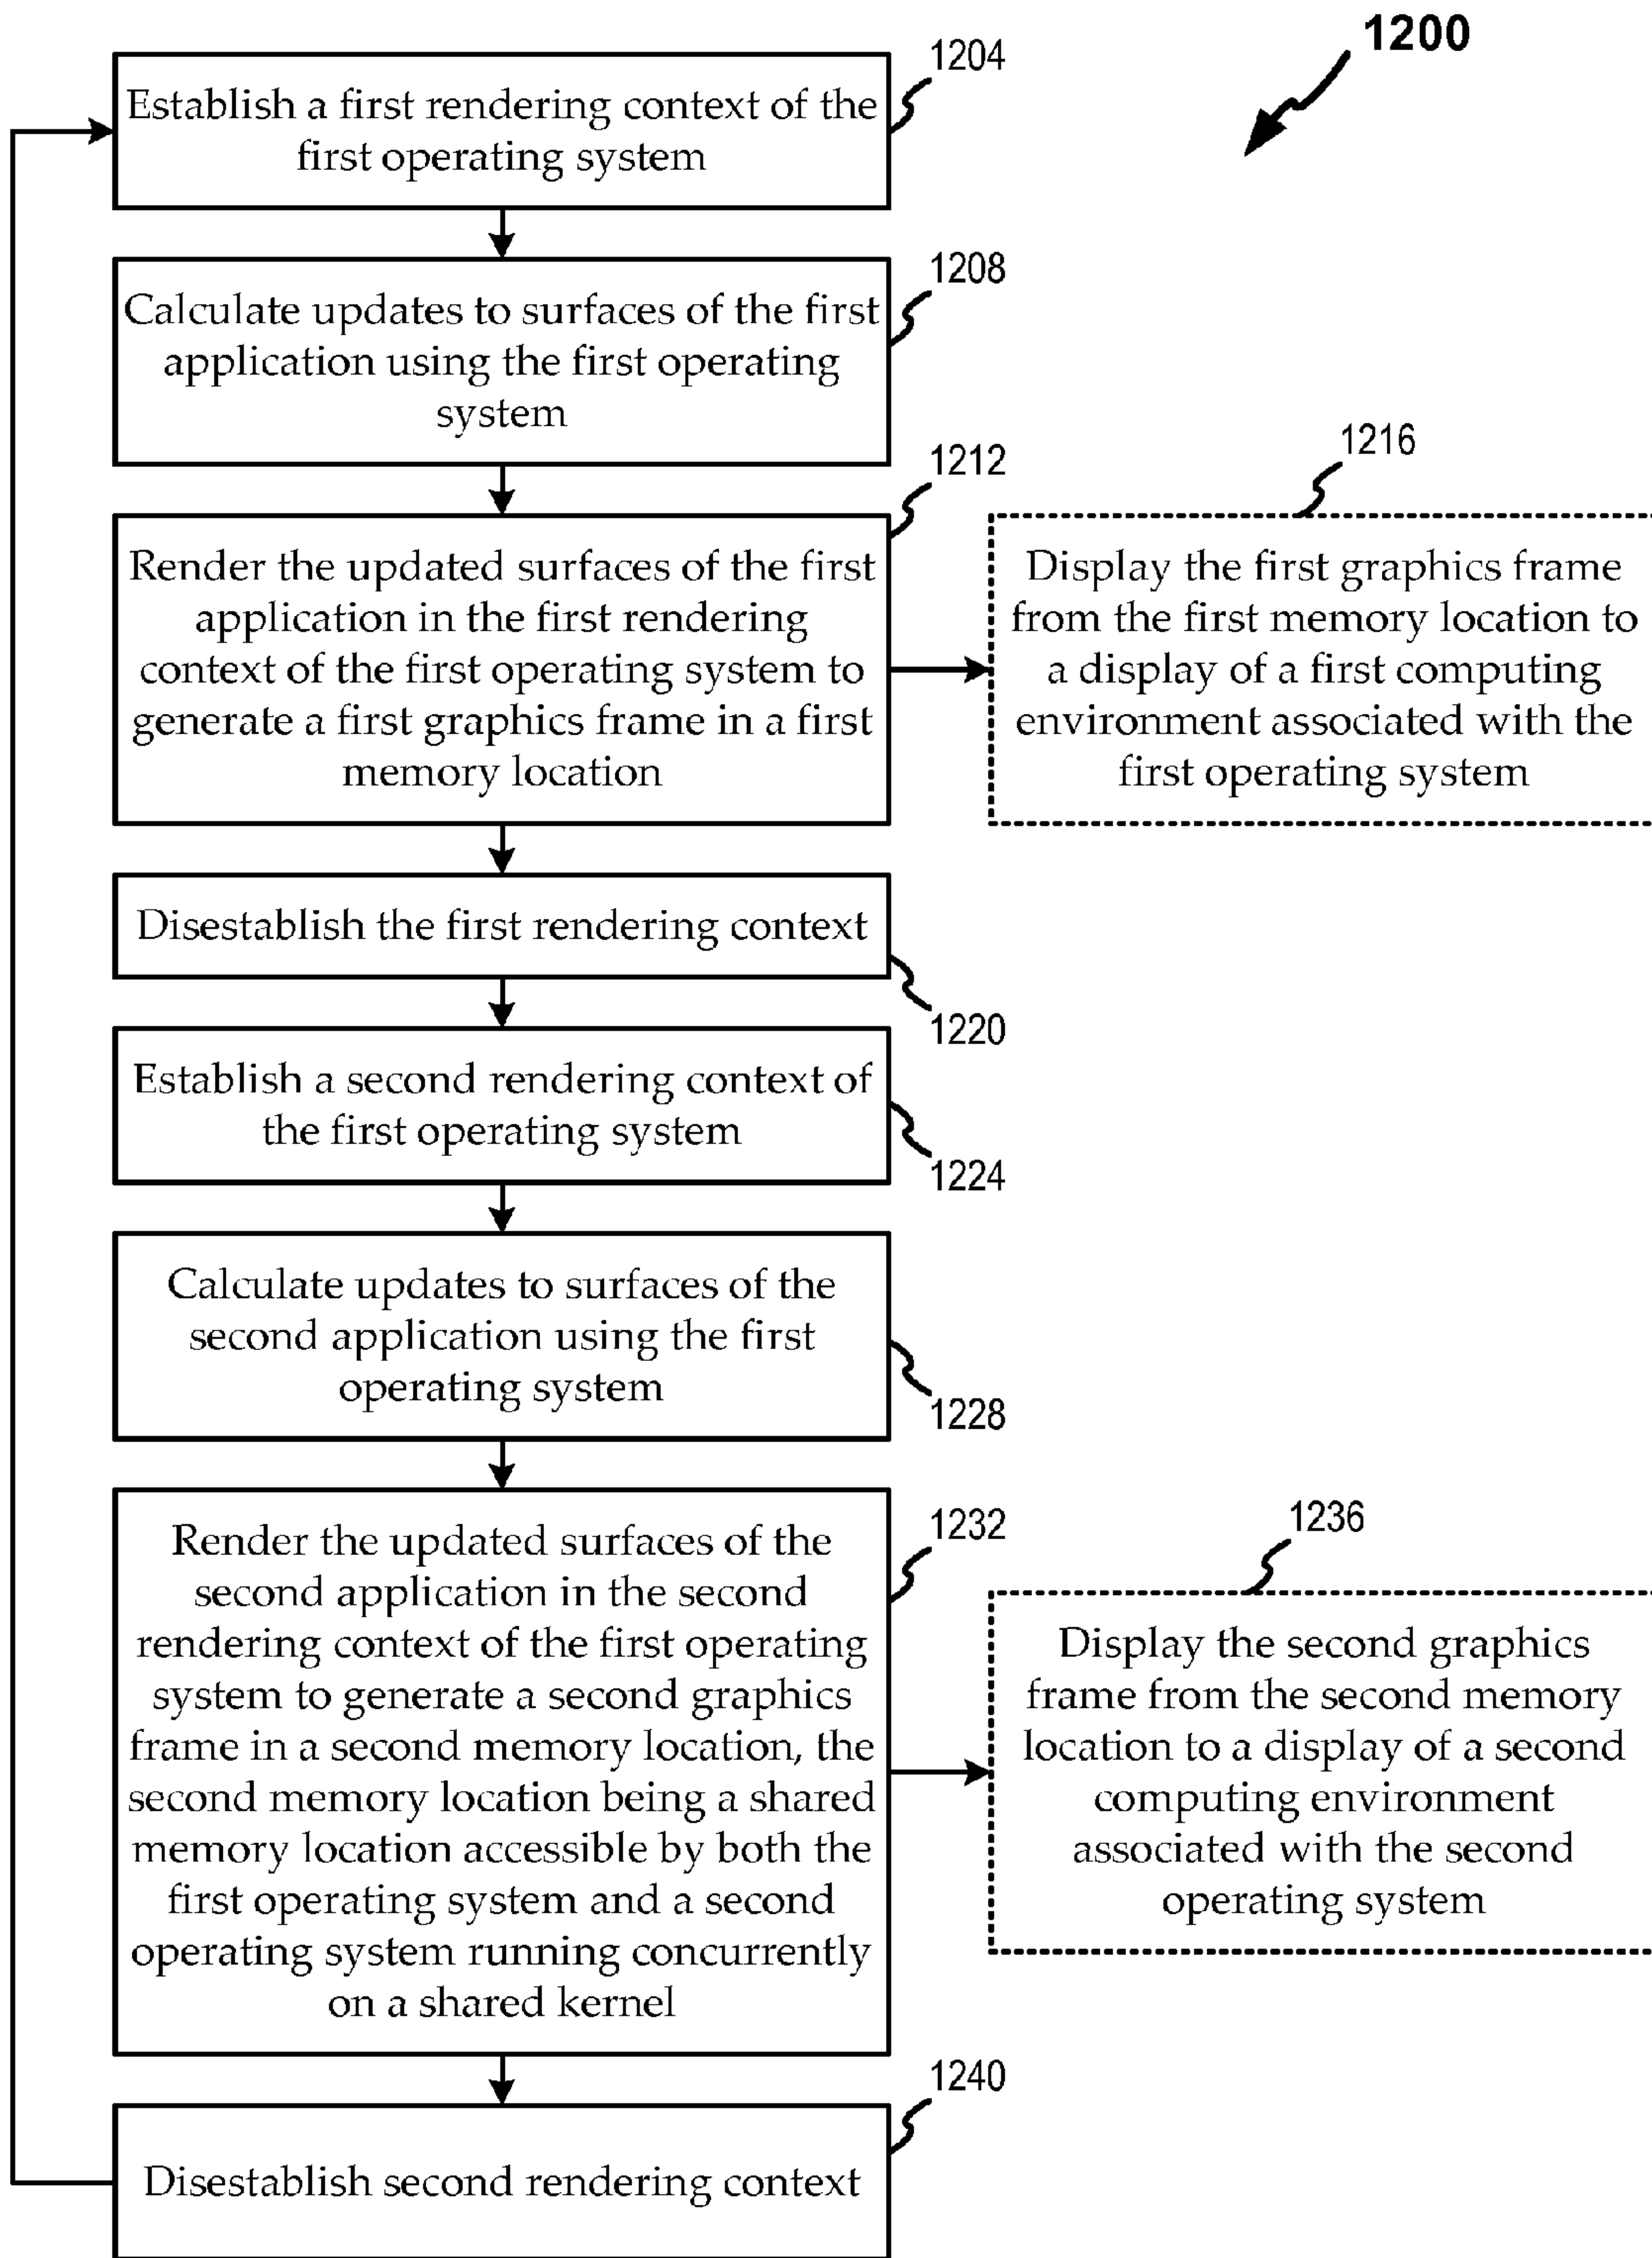 1200
1204
Establish a first rendering context of the
first operating system
1208
Calculate updates to surfaces of the first
application using the first operating
system
1212
Render the updated surfaces of the first
application in the first rendering
context of the first operating system to
generate a first graphics frame in a first
memory location
1216
Display the first graphics frame
from the first memory location to
a display of a first computing
environment associated with the
first operating system
Disestablish the first rendering context
1220
Establish a second rendering context of
the first operating system
1224
Calculate updates to surfaces of the
second application using the first
operating system
1228
1232
Render the updated surfaces of the
second application in the second
rendering context of the first operating
system to generate a second graphics
frame in a second memory location, the
second memory location being a shared
memory location accessible by both the
first operating system and a second
operating system running concurrently
on a shared kernel
1236
Display the second graphics
frame from the second memory
location to a display of a second
computing environment
associated with the second
operating system
1240
Disestablish second rendering context